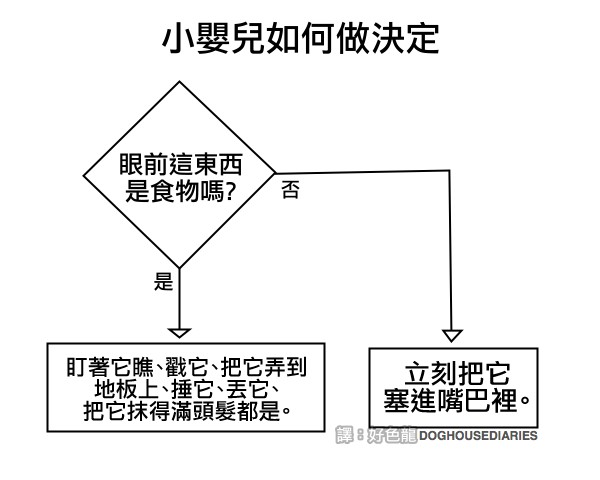 小嬰兒如何做決定
眼前這東西
是食物嗎?
否
是
盯著它瞧、戳它、把它弄到
地板上、捶它、丟它、
把它抹得滿頭髮都是。
立刻把它
塞進嘴巴裡。
譯：好色龍 DOGHOUSEDIARIES